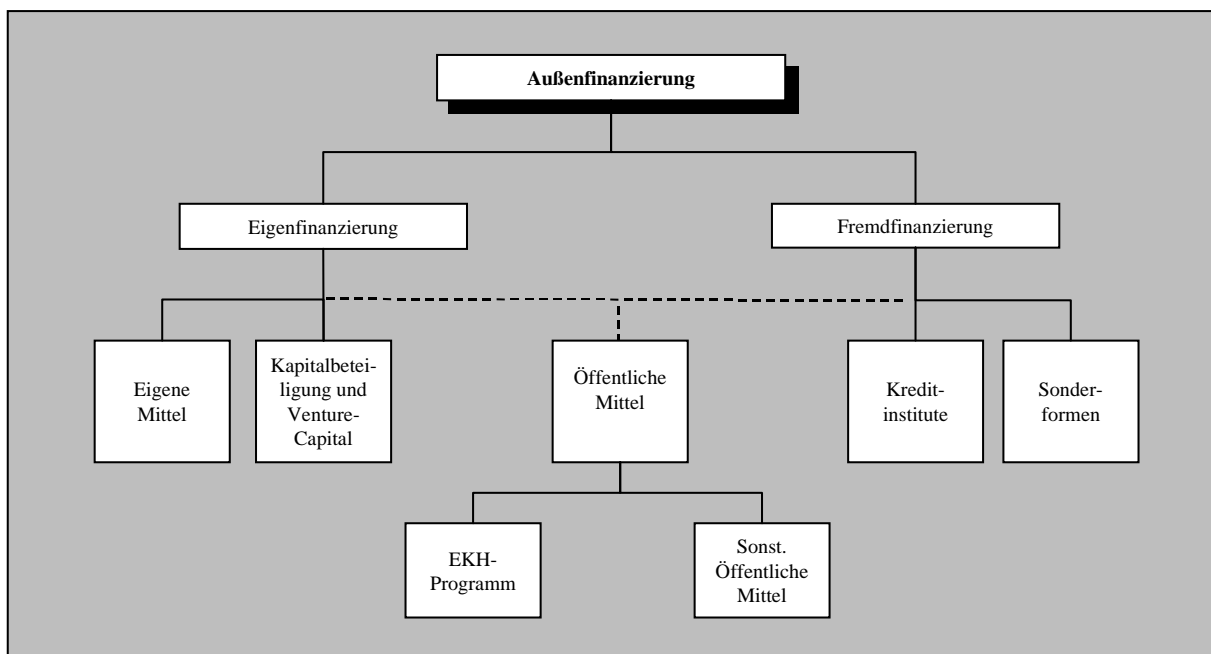 Außenfinanzierung
Eigenfinanzierung
Fremdfinanzierung
Eigene
Mittel
Kapitalbetei-
ligung und
Venture-
Capital
Öffentliche
Mittel
Kredit-
institute
Sonder-
formen
EKH-
Programm
Sonst.
Öffentliche
Mittel